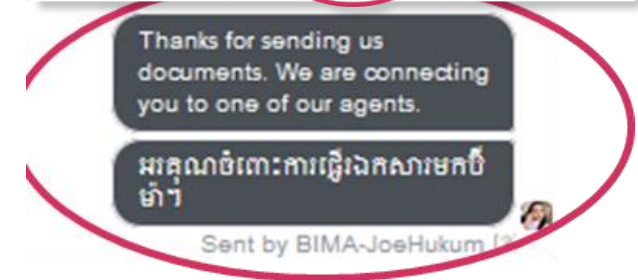 Thanks for sending us
documents. We are connecting
you to one of our agents.
អរគុណចំពោះការផ្ញើរឯកសារមកប៊ី
ម៉ា។
Sent by BIMA-JoeHukum